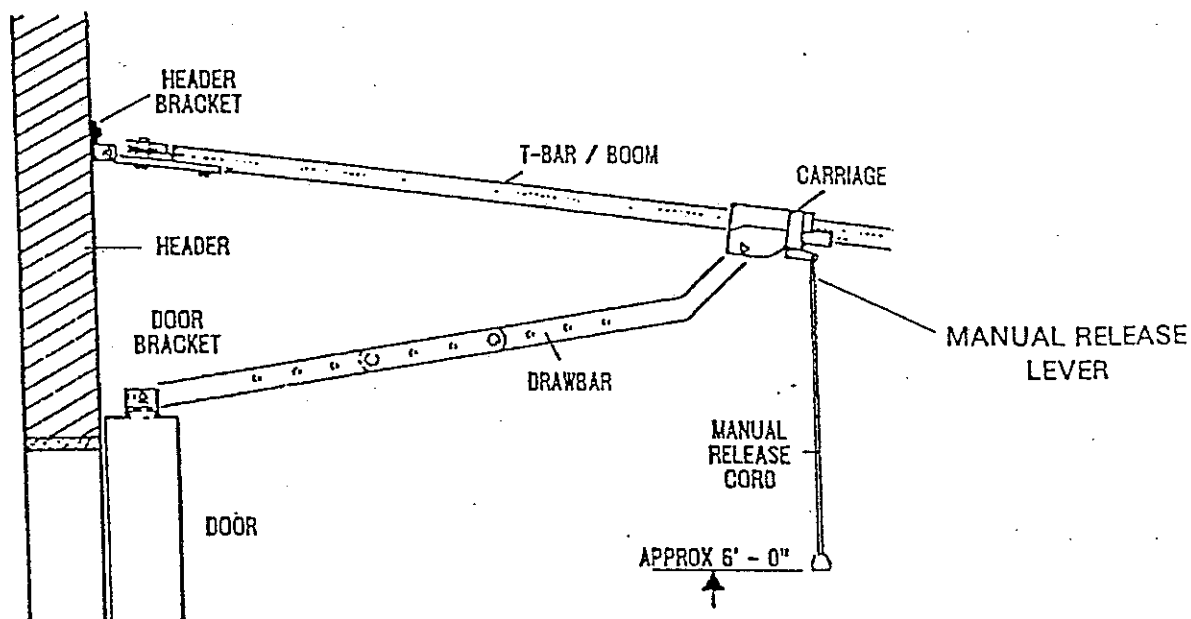 HEADER
BRACKET
T-BAR / BOOM
CARRIAGE
HEADER
DOOR
BRACKET
MANUAL RELEASE
LEVER
DRAWBAR
MANUAL
RELEASE
CORD
DOOR
APPROX 6' - 0"